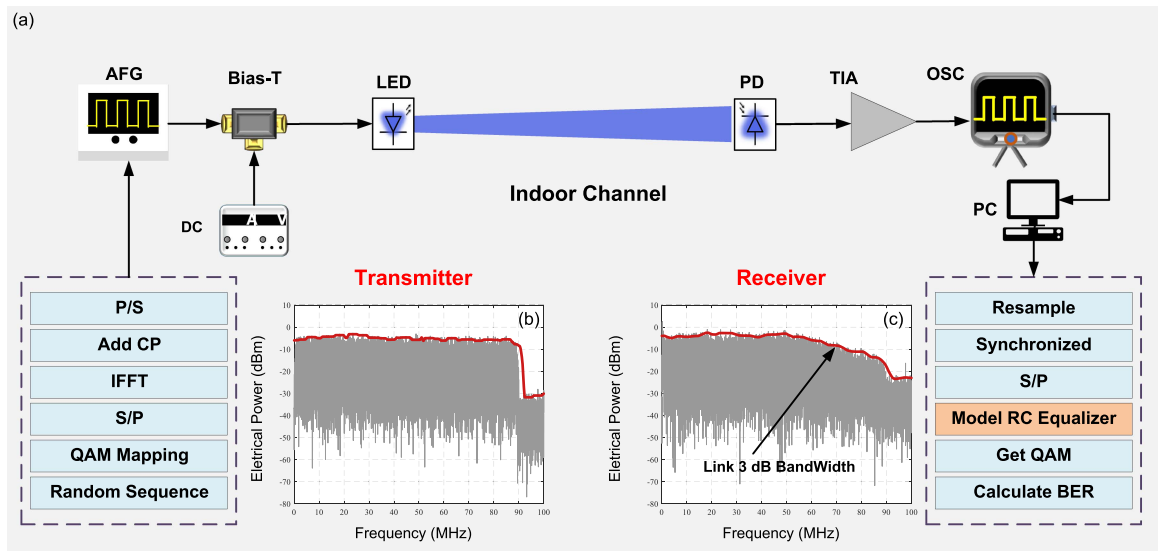 (a)
AFG
Bias-T
LED
PD
TIA
OSC
Indoor Channel
DC
A V
PC
P/S
Add CP
IFFT
S/P
QAM Mapping
Random Sequence
Transmitter
(b)
10
0
-10
-20
-30
-40
-50
-60
-70
-80
Eletrical Power (dBm)
0 10 20 30 40 50 60 70 80 90 100
Frequency (MHz)
Receiver
(c)
10
0
-10
-20
-30
-40
-50
-60
-70
-80
Eletrical Power (dBm)
Link 3 dB BandWidth
0 10 20 30 40 50 60 70 80 90 100
Frequency (MHz)
Resample
Synchronized
S/P
Model RC Equalizer
Get QAM
Calculate BER